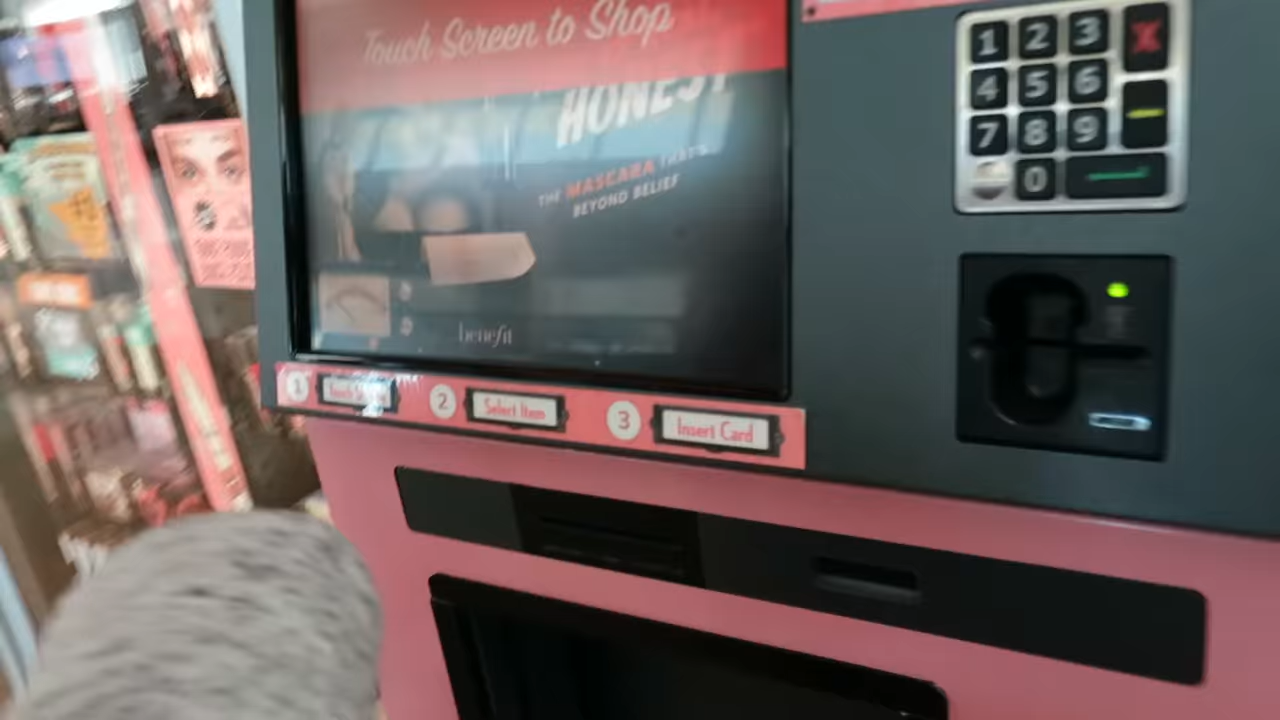 Touch Screen to Shop
HONEST
THE MASCARA THAT'S
BEYOND BELIEF
benefit
1
2 Select Item
3 Insert Card
1 2 3 X
4 5 6
7 8 9
0